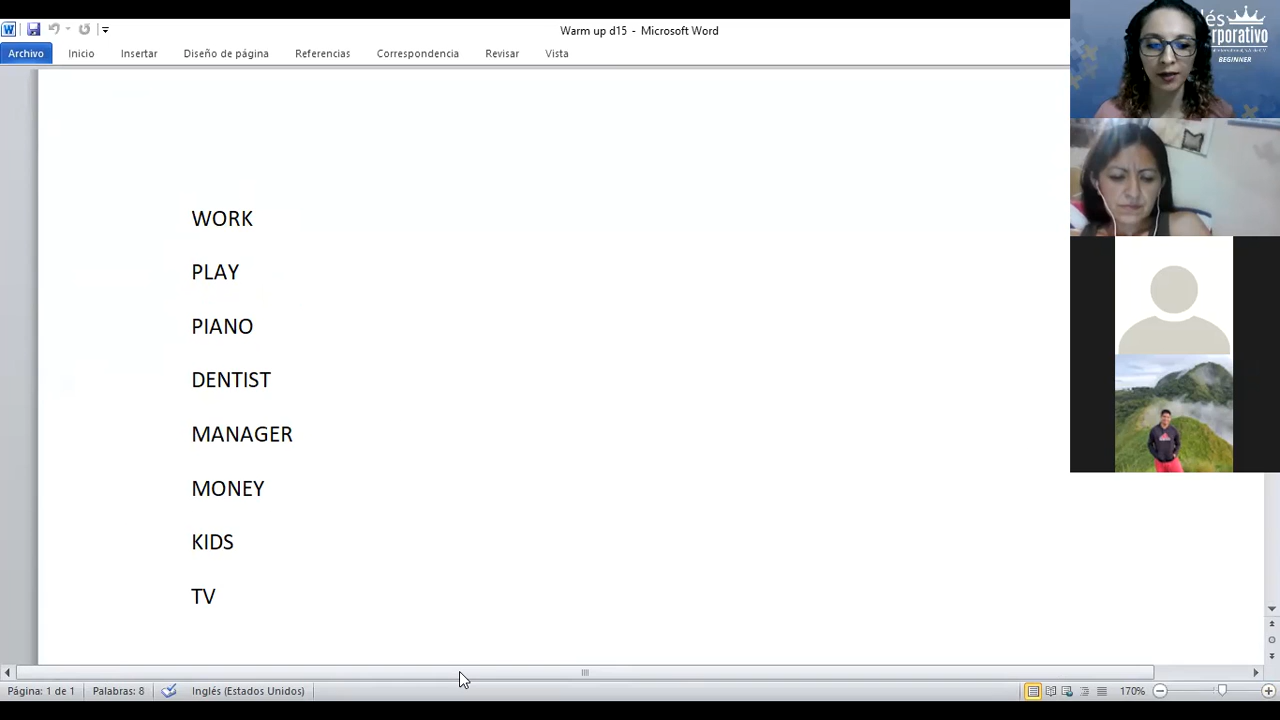 Warm up d15 - Microsoft Word
Archivo Inicio Insertar Diseño de página Referencias Correspondencia Revisar Vista
WORK
PLAY
PIANO
DENTIST
MANAGER
MONEY
KIDS
TV
BEGINNER
Página: 1 de 1 Palabras: 8 Inglés (Estados Unidos) 170%